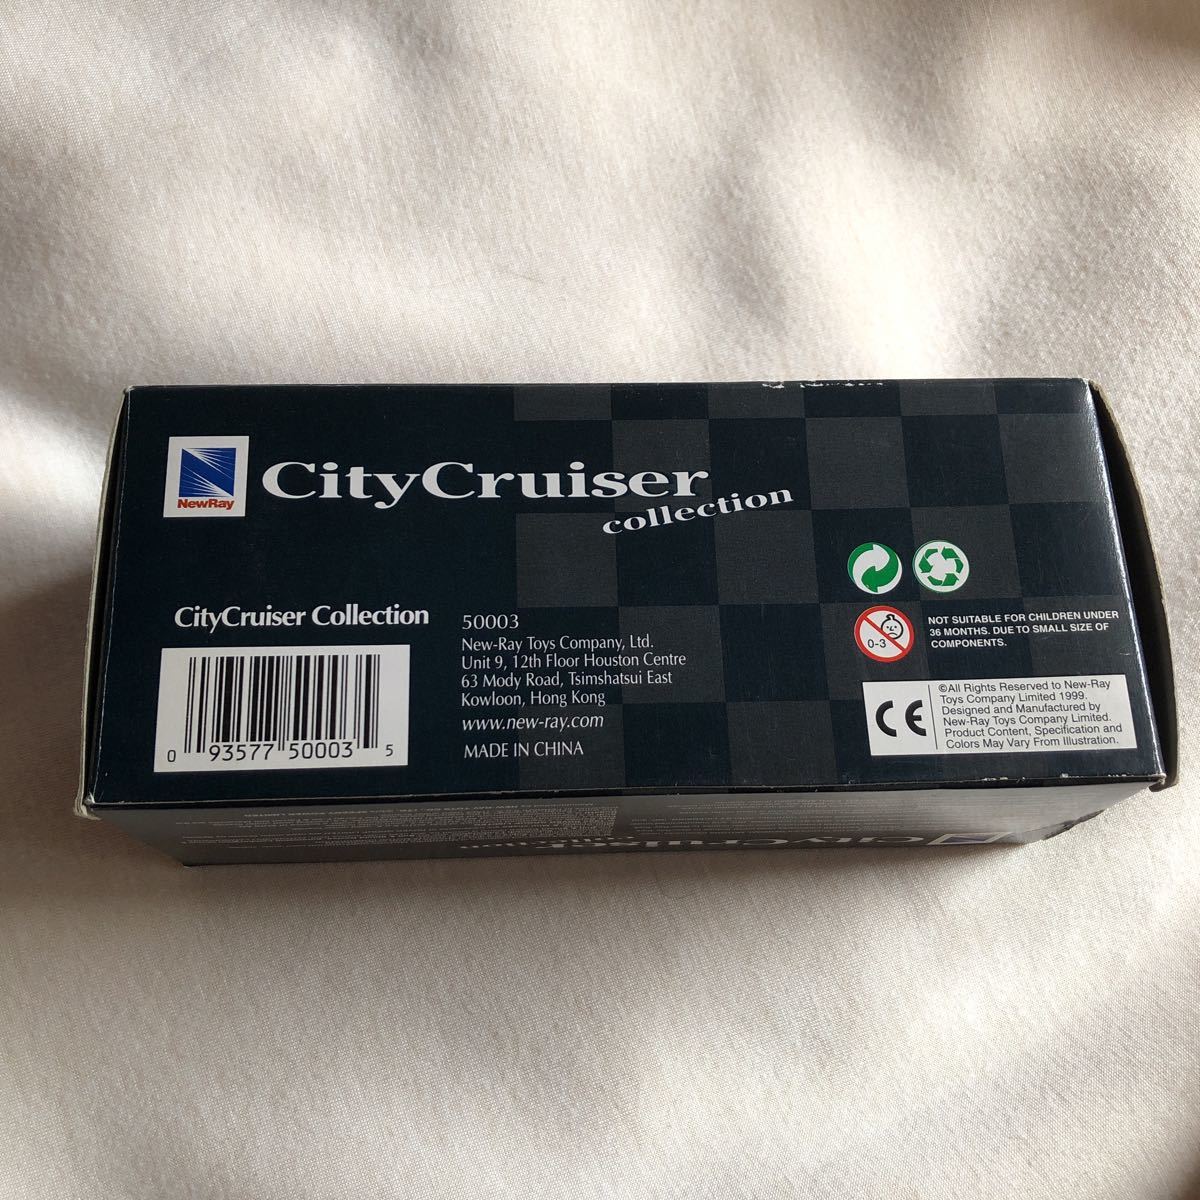 NewRay
CityCruiser
collection
CityCruiser Collection
0 93577 50003 5
50003
New-Ray Toys Company, Ltd.
Unit 9, 12th Floor Houston Centre
63 Mody Road, Tsimshatsui East
Kowloon, Hong Kong
www.new-ray.com
MADE IN CHINA
0-3
NOT SUITABLE FOR CHILDREN UNDER
36 MONTHS. DUE TO SMALL SIZE OF
COMPONENTS.
CE
©All Rights Reserved to New-Ray
Toys Company Limited 1999.
Designed and Manufactured by
New-Ray Toys Company Limited.
Product Content, Specification and
Colors May Vary From Illustration.
CityCruiser
collection